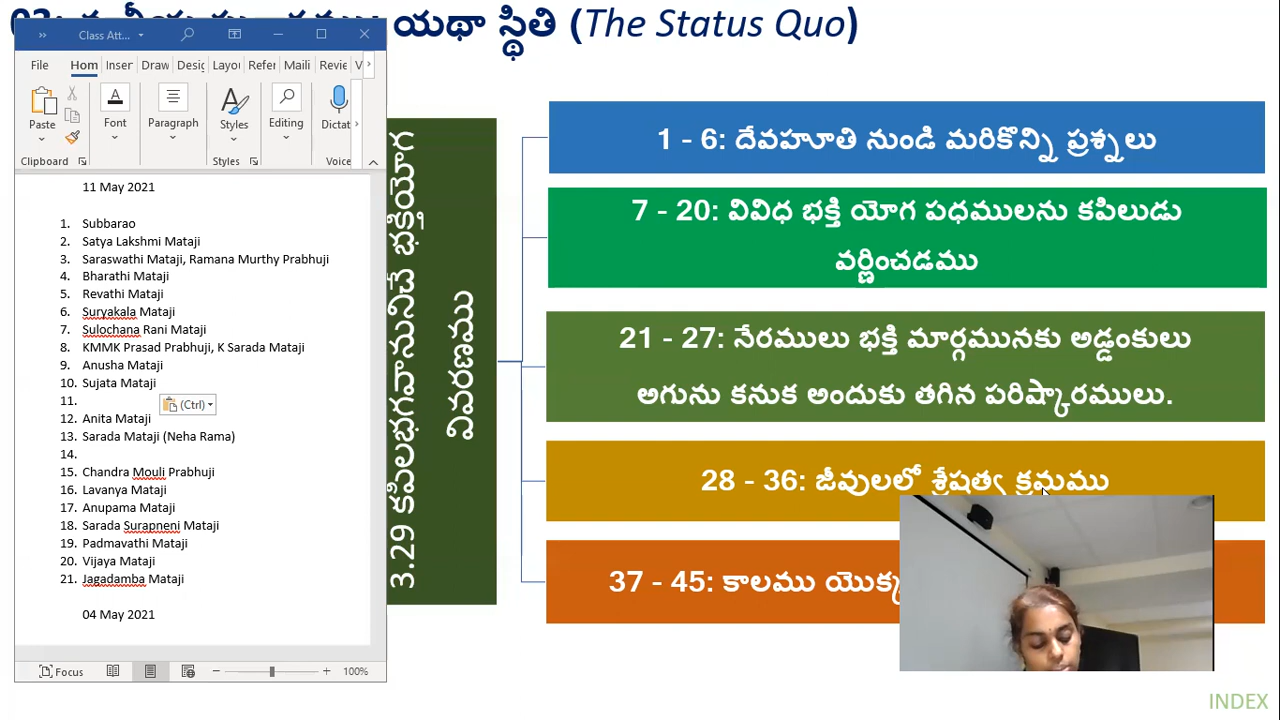 యథా స్థితి (The Status Quo)
Class Att...
File Hom Inser Draw Desig Layou Refer Maili Revie V
Paste Font Paragraph Styles Editing Dictat
Clipboard Styles Voice
11 May 2021
1. Subbarao
2. Satya Lakshmi Mataji
3. Saraswathi Mataji, Ramana Murthy Prabhuji
4. Bharathi Mataji
5. Revathi Mataji
6. Suryakala Mataji
7. Sulochana Rani Mataji
8. KMMK Prasad Prabhuji, K Sarada Mataji
9. Anusha Mataji
10. Sujata Mataji
11.
(Ctrl)
12. Anita Mataji
13. Sarada Mataji (Neha Rama)
14.
15. Chandra Mouli Prabhuji
16. Lavanya Mataji
17. Anupama Mataji
18. Sarada Surapneni Mataji
19. Padmavathi Mataji
20. Vijaya Mataji
21. Jagadamba Mataji
04 May 2021
Focus 100%
3.29 కపిలభగవానునిచే భక్తియోగ
వివరణము
1 - 6: దేవహూతి నుండి మరికొన్ని ప్రశ్నలు
7 - 20: వివిధ భక్తి యోగ పధములను కపిలుడు
వర్ణించడము
21 - 27: నేరములు భక్తి మార్గమునకు అడ్డంకులు
అగును కనుక అందుకు తగిన పరిష్కారములు.
28 - 36: జీవులలో శ్రేషత్వ క్రమము
37 - 45: కాలము
INDEX